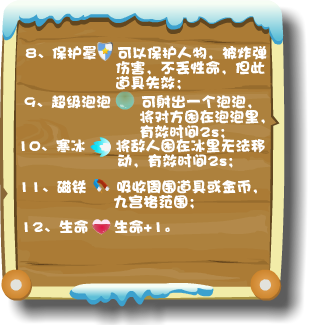 8、保护罩 可以保护人物，被炸弹
伤害，不丢性命，但此
道具失效；
9、超级泡泡 可射出一个泡泡，
将对方困在泡泡里，
有效时间2s；
10、寒冰 将敌人困在冰里无法移
动，有效时间2s；
11、磁铁 吸收周围道具或金币，
九宫格范围；
12、生命 生命+1。